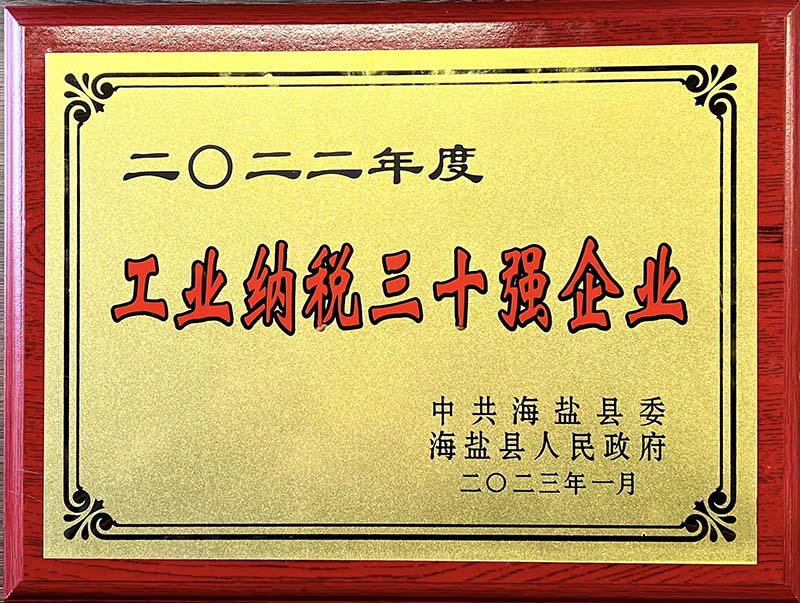 二〇二二年度
工业纳税三十强企业
中共海盐县委
海盐县人民政府
二〇二三年一月